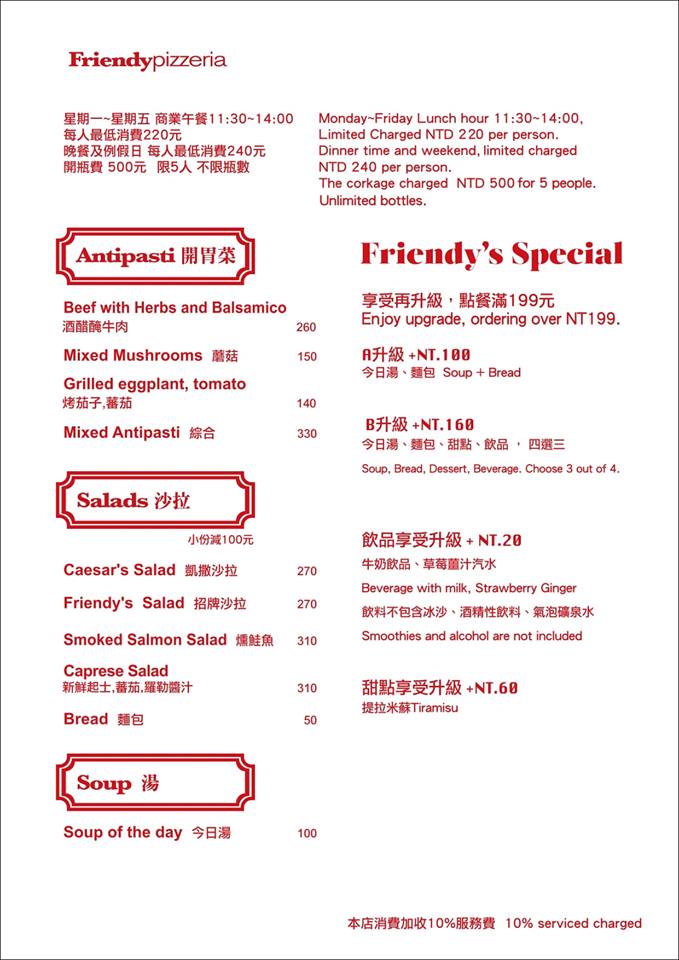 Friendypizzeria
星期一~星期五 商業午餐11:30~14:00
每人最低消費220元
晚餐及例假日 每人最低消費240元
開瓶費 500元 限5人 不限瓶數
Monday~Friday Lunch hour 11:30~14:00,
Limited Charged NTD 220 per person.
Dinner time and weekend, limited charged
NTD 240 per person.
The corkage charged NTD 500 for 5 people.
Unlimited bottles.
Antipasti 開胃菜
Beef with Herbs and Balsamico
酒醋醃牛肉 260
Mixed Mushrooms 蘑菇 150
Grilled eggplant, tomato
烤茄子,蕃茄 140
Mixed Antipasti 綜合 330
Salads 沙拉
小份減100元
Caesar's Salad 凱撒沙拉 270
Friendy's Salad 招牌沙拉 270
Smoked Salmon Salad 燻鮭魚 310
Caprese Salad
新鮮起士,蕃茄,羅勒醬汁 310
Bread 麵包 50
Soup 湯
Soup of the day 今日湯 100
Friendy's Special
享受再升級，點餐滿199元
Enjoy upgrade, ordering over NT199.
A升級 +NT.100
今日湯、麵包 Soup + Bread
B升級 +NT.160
今日湯、麵包、甜點、飲品 ， 四選三
Soup, Bread, Dessert, Beverage. Choose 3 out of 4.
飲品享受升級 + NT.20
牛奶飲品、草莓薑汁汽水
Beverage with milk, Strawberry Ginger
飲料不包含冰沙、酒精性飲料、氣泡礦泉水
Smoothies and alcohol are not included
甜點享受升級 +NT.60
提拉米蘇Tiramisu
本店消費加收10%服務費 10% serviced charged